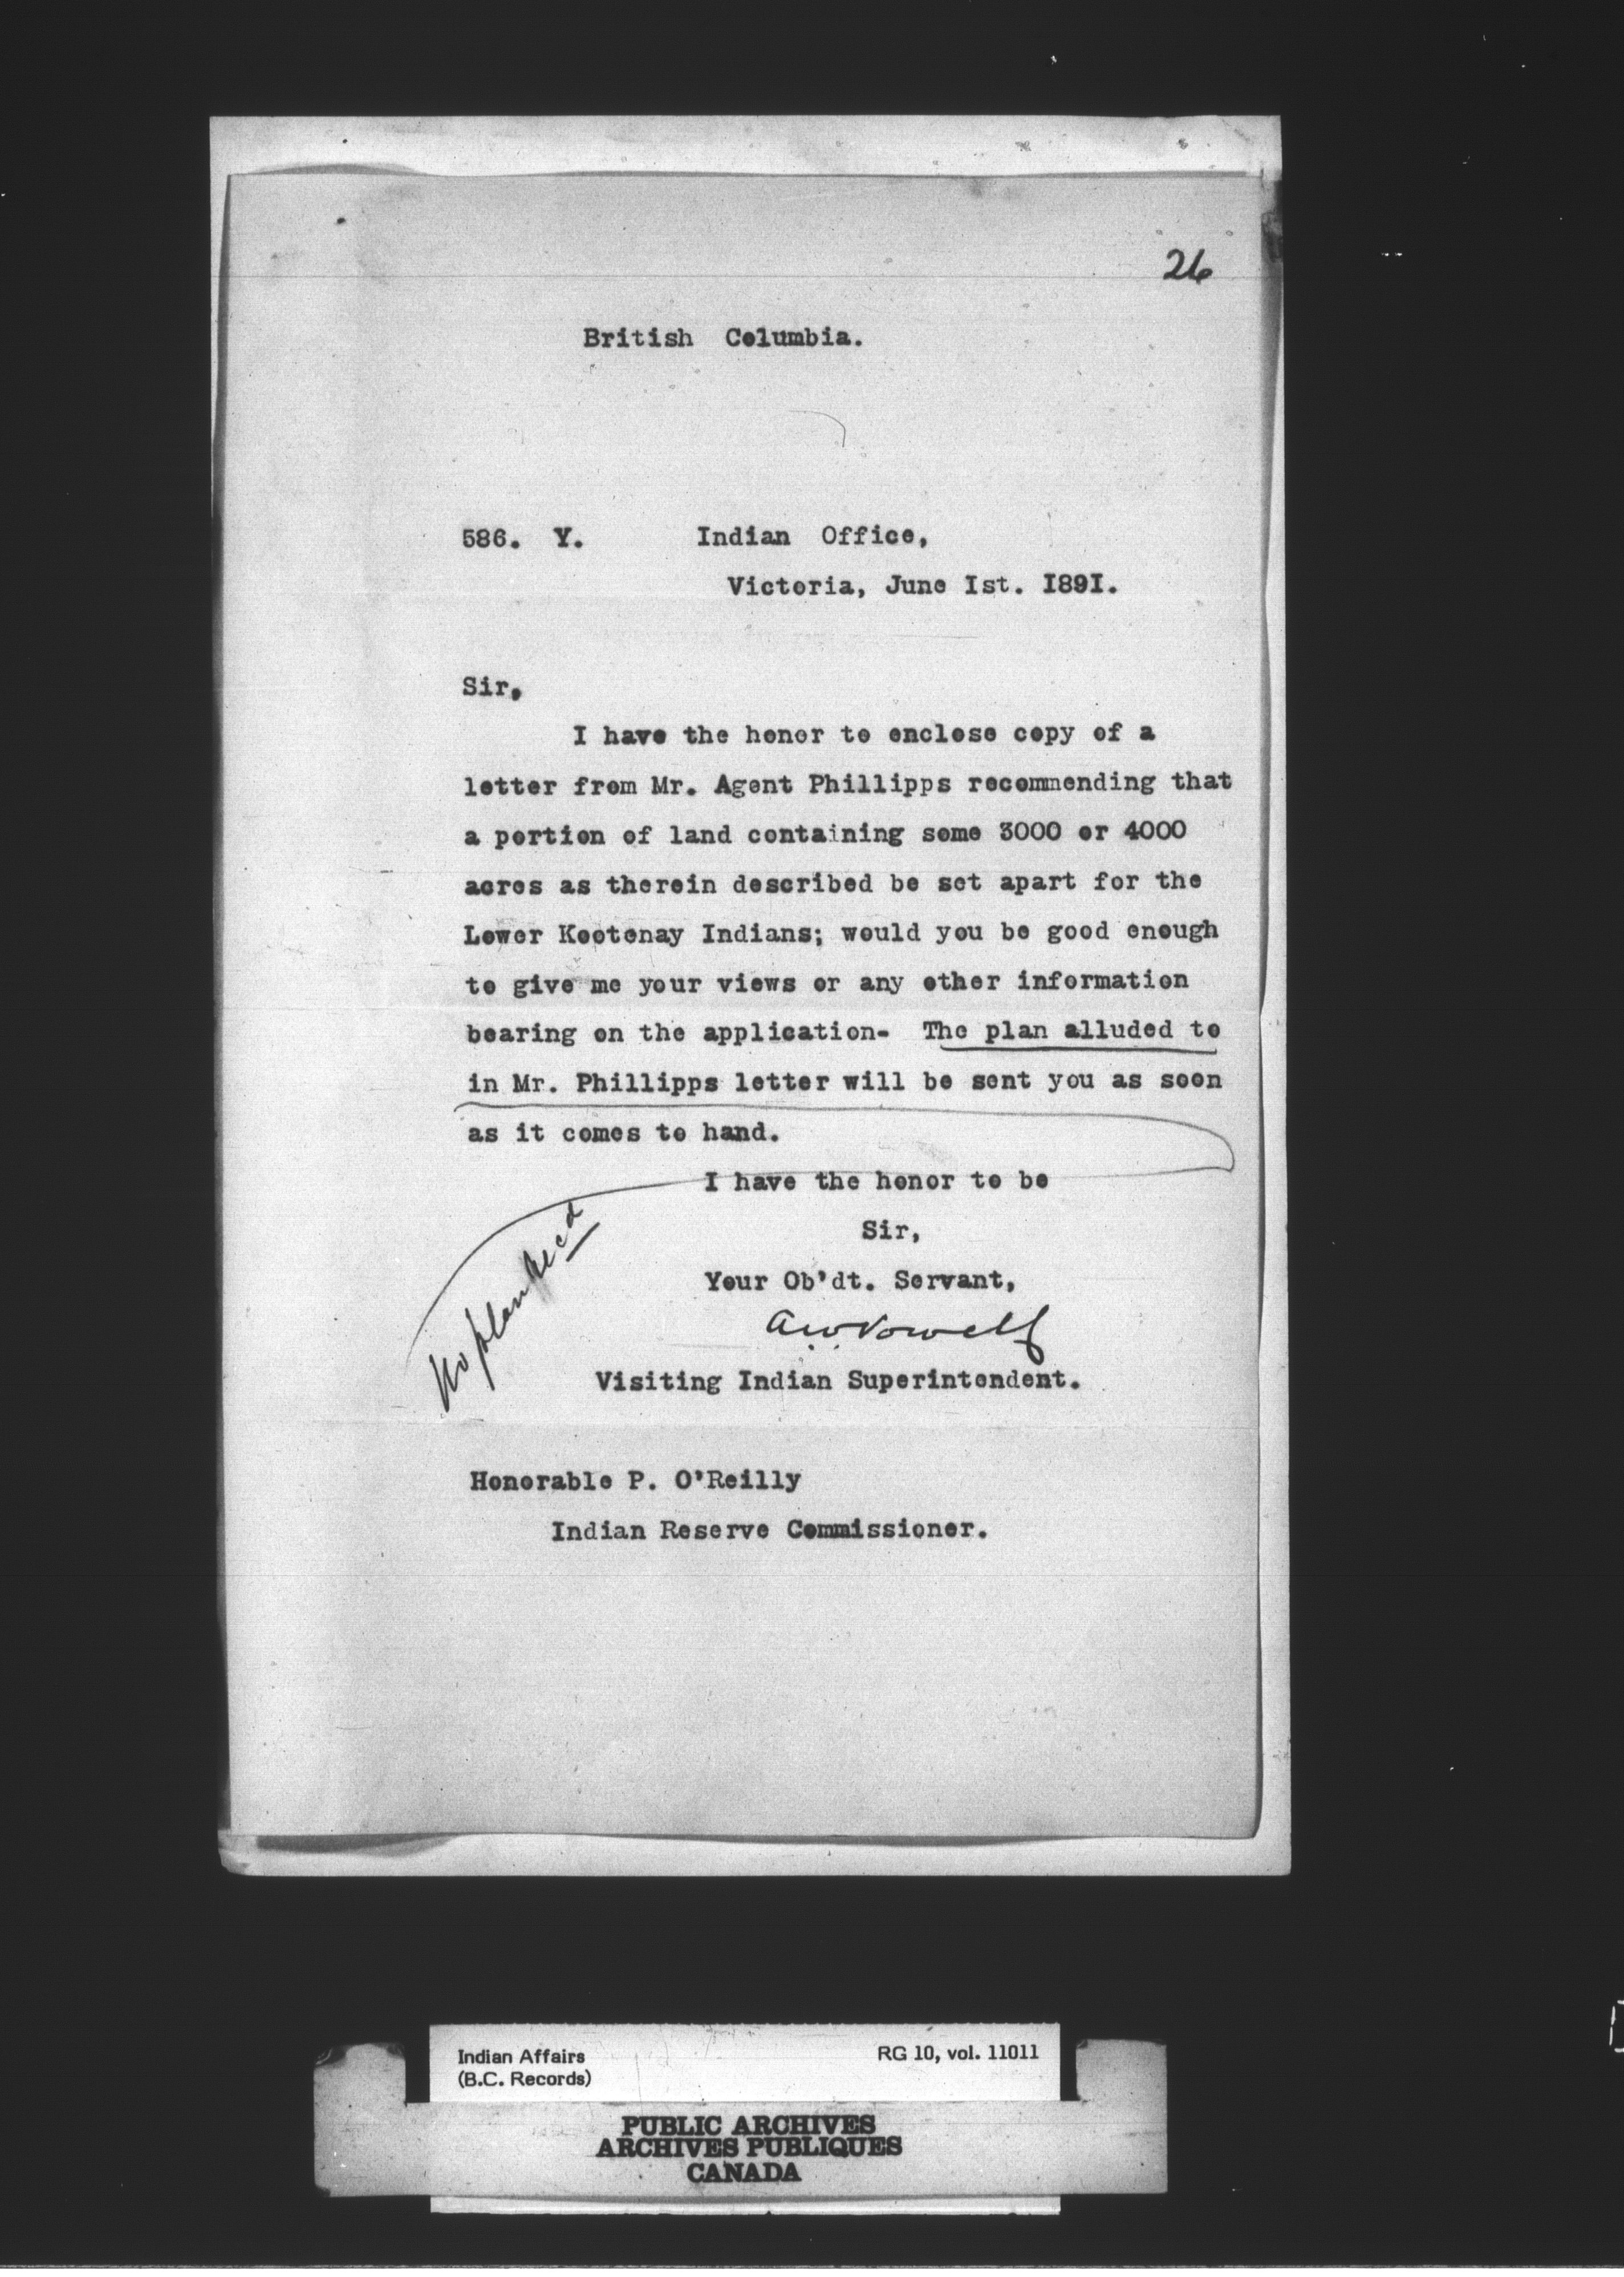 26
British Columbia.
586. Y. Indian Office,
Victoria, June Ist. I89I.
Sir,
I have the honor to enclose copy of a
letter from Mr. Agent Phillipps recommending that
a portion of land containing some 3000 or 4000
acres as therein described be set apart for the
Lower Kootenay Indians; would you be good enough
to give me your views or any other information
bearing on the application- The plan alluded to
in Mr. Phillipps letter will be sent you as soon
as it comes to hand.
I have the honor to be
Sir,
Your Ob'dt. Servant,
No plan Recd
AWVowell
Visiting Indian Superintendent.
Honorable P. O'Reilly
Indian Reserve Commissioner.
Indian Affairs RG 10, vol. 11011
(B.C. Records)
PUBLIC ARCHIVES
ARCHIVES PUBLIQUES
CANADA